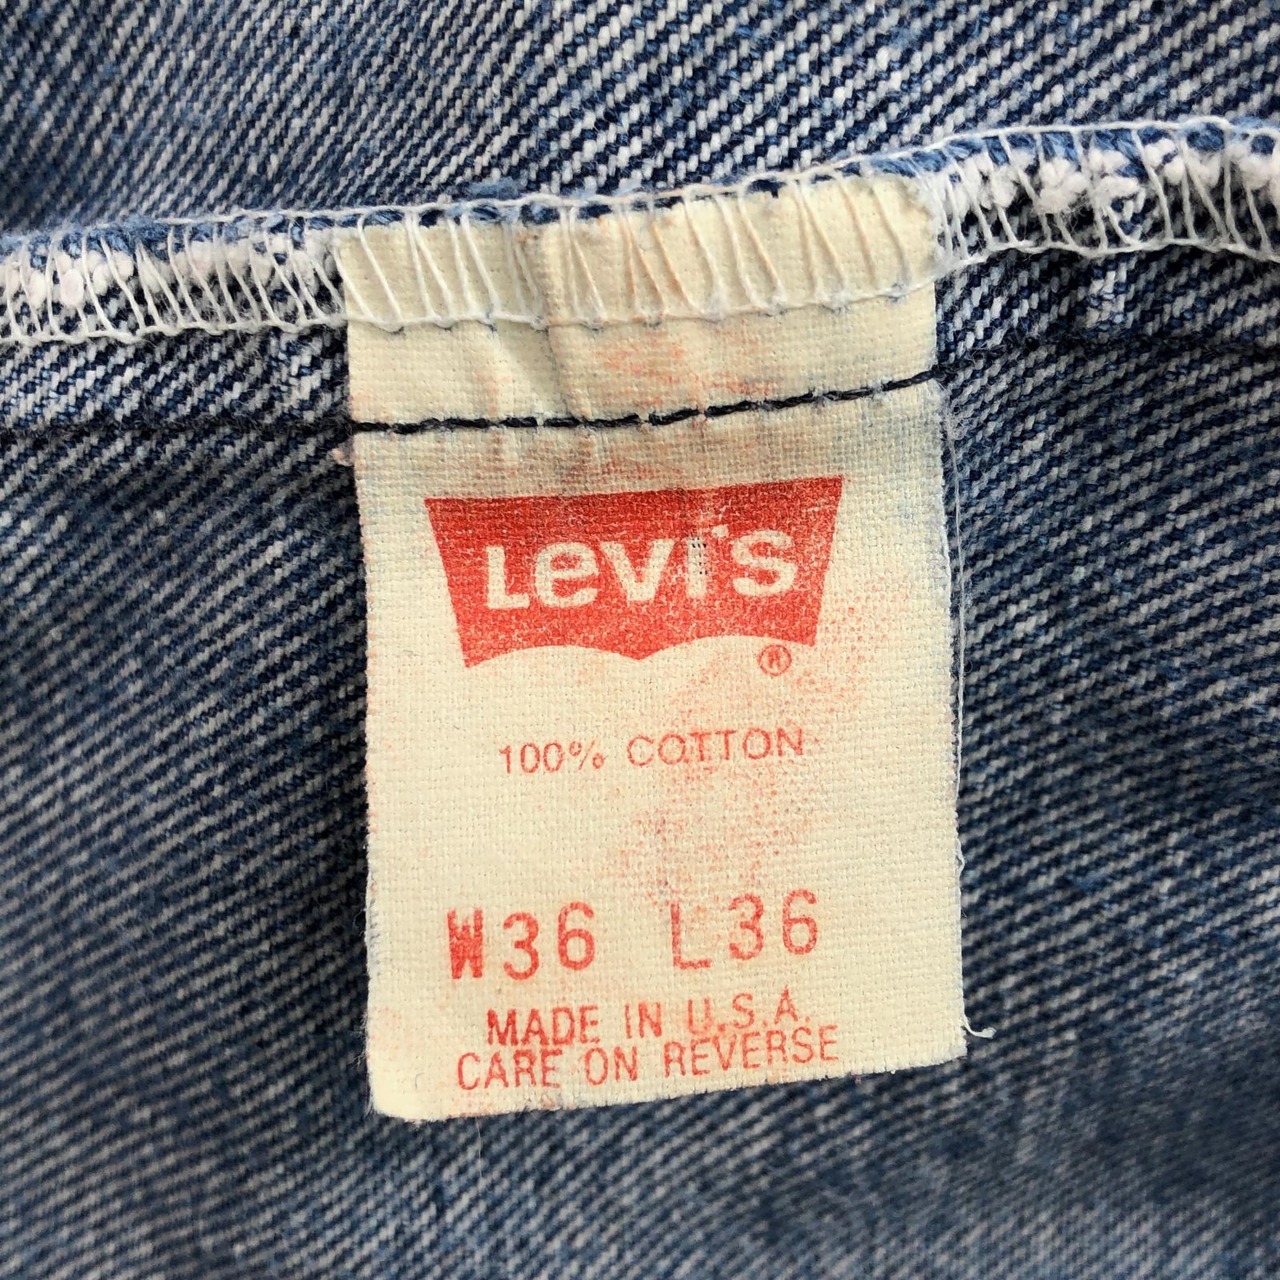 Levi's
®
100% COTTON
W36 L36
MADE IN U.S.A.
CARE ON REVERSE